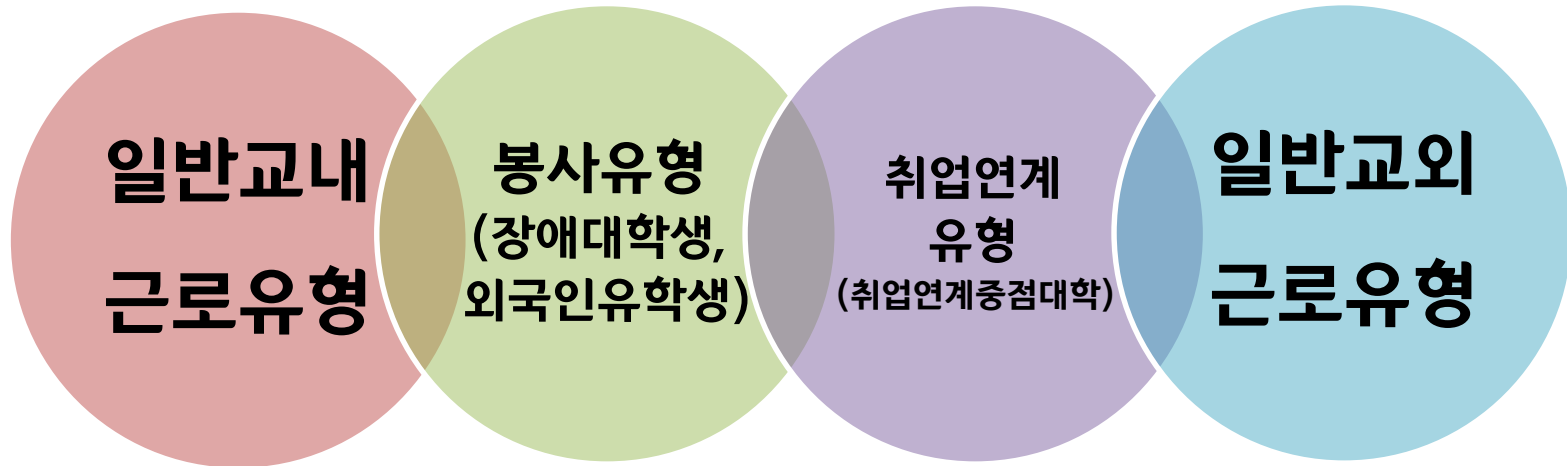 일반교내
근로유형
봉사유형
(장애대학생,
외국인유학생)
취업연계
유형
(취업연계중점대학)
일반교외
근로유형